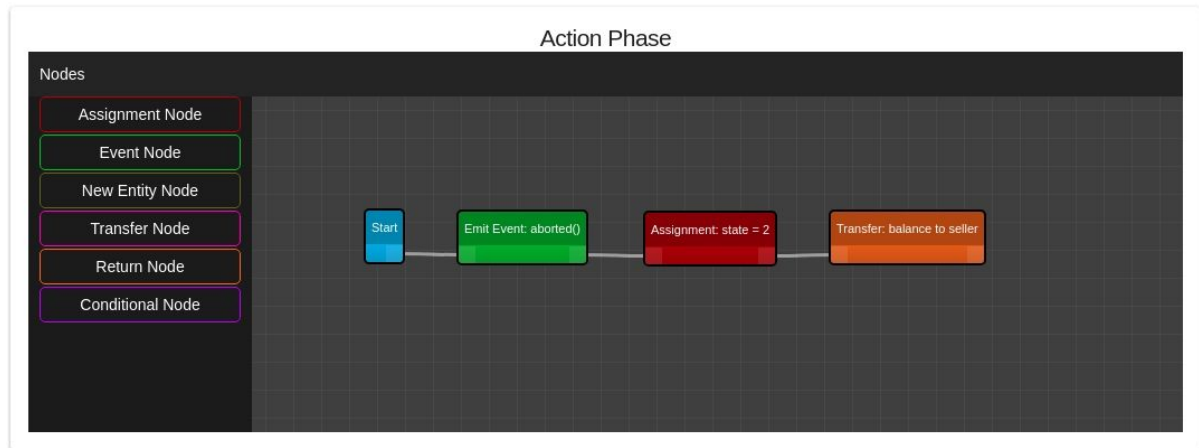 Action Phase
Nodes
Assignment Node
Event Node
New Entity Node
Transfer Node
Return Node
Conditional Node
Start
Emit Event: aborted()
Assignment: state = 2
Transfer: balance to seller